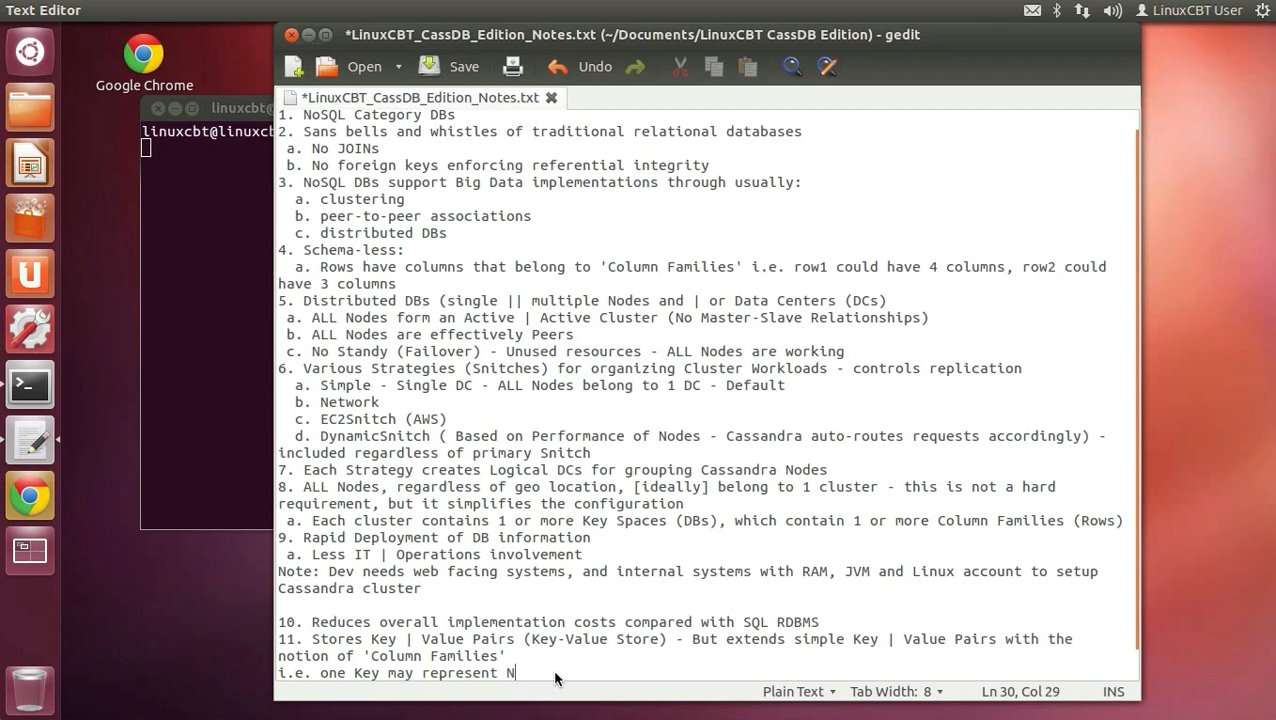 Text Editor
LinuxCBT User
*LinuxCBT_CassDB_Edition_Notes.txt (~/Documents/LinuxCBT CassDB Edition) - gedit
Google Chrome
Open
Save
Undo
*LinuxCBT_CassDB_Edition_Notes.txt
linuxcbt@
linuxcbt@linuxcb
1. NoSQL Category DBs
2. Sans bells and whistles of traditional relational databases
a. No JOINs
b. No foreign keys enforcing referential integrity
3. NoSQL DBs support Big Data implementations through usually:
a. clustering
b. peer-to-peer associations
c. distributed DBs
4. Schema-less:
a. Rows have columns that belong to 'Column Families' i.e. row1 could have 4 columns, row2 could
have 3 columns
5. Distributed DBs (single || multiple Nodes and | or Data Centers (DCs)
a. ALL Nodes form an Active | Active Cluster (No Master-Slave Relationships)
b. ALL Nodes are effectively Peers
c. No Standy (Failover) - Unused resources - ALL Nodes are working
6. Various Strategies (Snitches) for organizing Cluster Workloads - controls replication
a. Simple - Single DC - ALL Nodes belong to 1 DC - Default
b. Network
c. EC2Snitch (AWS)
d. DynamicSnitch ( Based on Performance of Nodes - Cassandra auto-routes requests accordingly) -
included regardless of primary Snitch
7. Each Strategy creates Logical DCs for grouping Cassandra Nodes
8. ALL Nodes, regardless of geo location, [ideally] belong to 1 cluster - this is not a hard
requirement, but it simplifies the configuration
a. Each cluster contains 1 or more Key Spaces (DBs), which contain 1 or more Column Families (Rows)
9. Rapid Deployment of DB information
a. Less IT | Operations involvement
Note: Dev needs web facing systems, and internal systems with RAM, JVM and Linux account to setup
Cassandra cluster
10. Reduces overall implementation costs compared with SQL RDBMS
11. Stores Key | Value Pairs (Key-Value Store) - But extends simple Key | Value Pairs with the
notion of 'Column Families'
i.e. one Key may represent N
Plain Text
Tab Width: 8
Ln 30, Col 29
INS